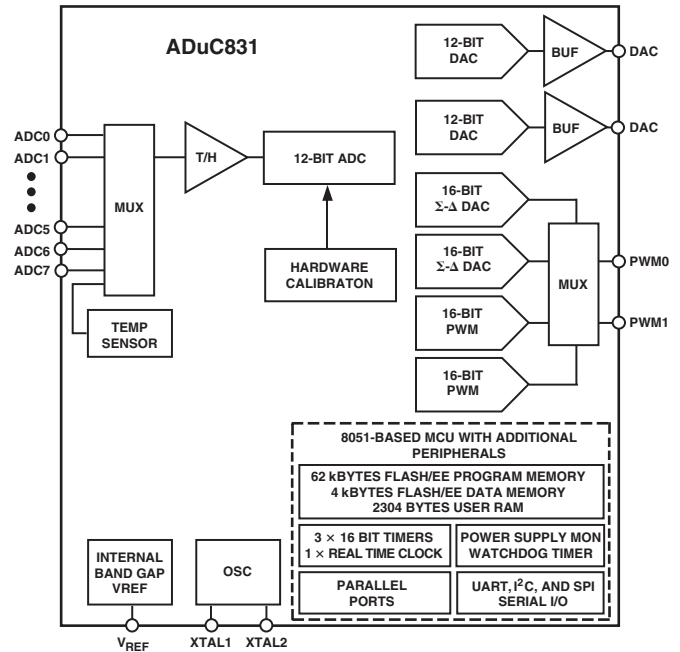 ADuC831
12-BIT
DAC
BUF
DAC
12-BIT
DAC
BUF
DAC
ADC0
ADC1
ADC5
ADC6
ADC7
MUX
T/H
12-BIT ADC
HARDWARE
CALIBRATON
TEMP
SENSOR
16-BIT
Σ-Δ DAC
16-BIT
Σ-Δ DAC
16-BIT
PWM
16-BIT
PWM
MUX
PWM0
PWM1
8051-BASED MCU WITH ADDITIONAL
PERIPHERALS
62 kBYTES FLASH/EE PROGRAM MEMORY
4 kBYTES FLASH/EE DATA MEMORY
2304 BYTES USER RAM
3 × 16 BIT TIMERS
1 × REAL TIME CLOCK
POWER SUPPLY MON
WATCHDOG TIMER
PARALLEL
PORTS
UART, I²C, AND SPI
SERIAL I/O
INTERNAL
BAND GAP
VREF
OSC
VREF
XTAL1
XTAL2